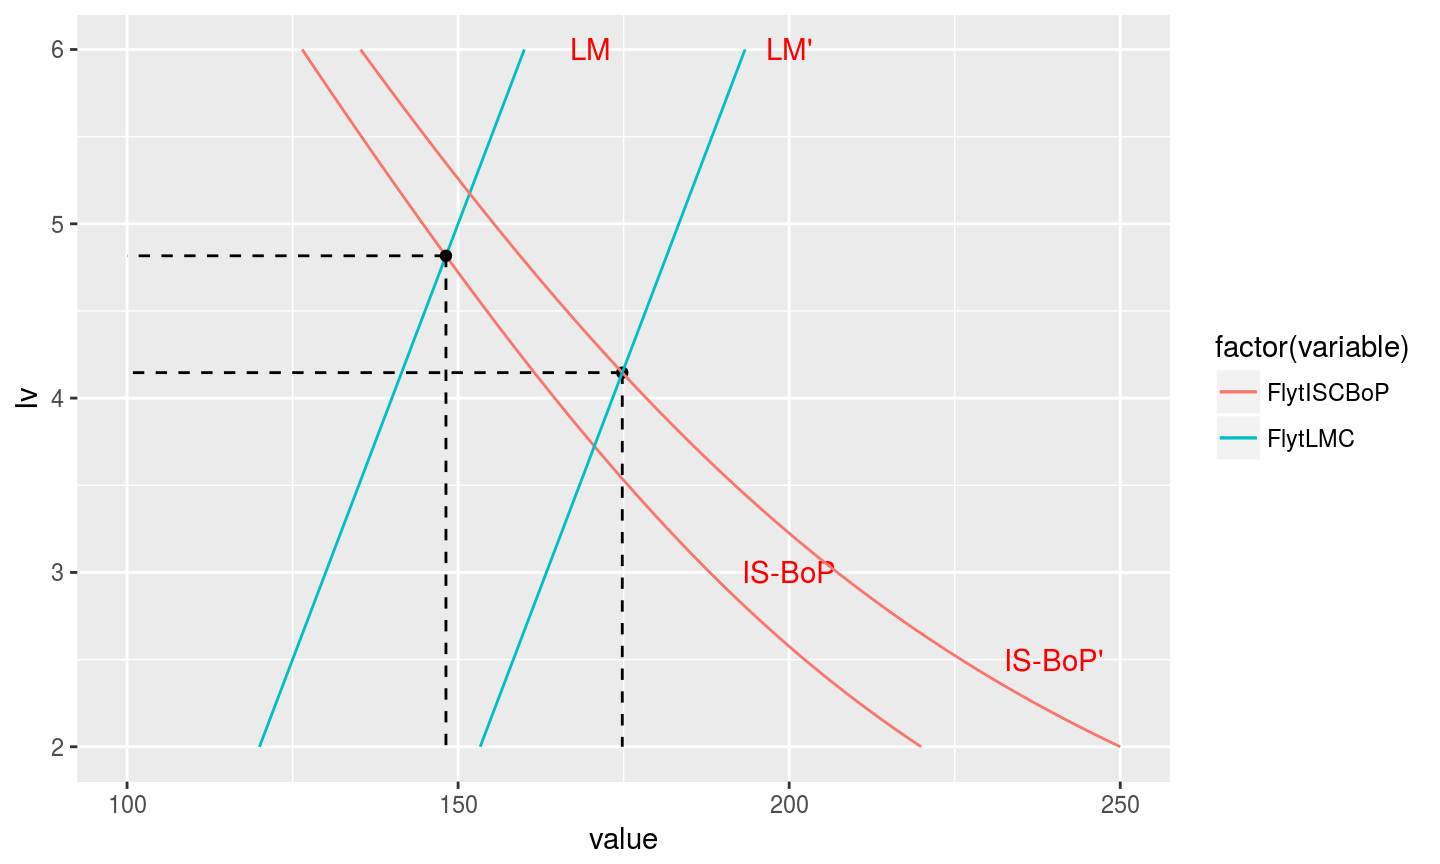 LM
LM'
IS-BoP
IS-BoP'
6
5
4
3
2
Iv
100
150
200
250
value
factor(variable)
FlytISCBoP
FlytLMC